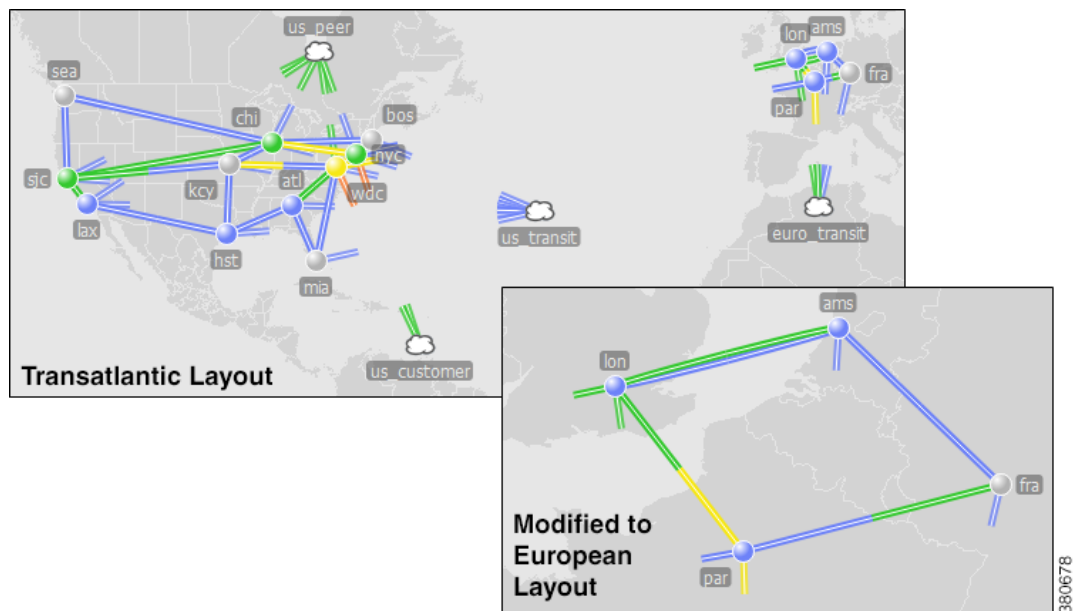 us_peer
lon
ams
sea
fra
par
chi
bos
nyc
sjc
kcy
atl
wdc
lax
us_transit
euro_transit
hst
mia
us_customer
Transatlantic Layout
ams
lon
fra
par
Modified to
European
Layout
380678